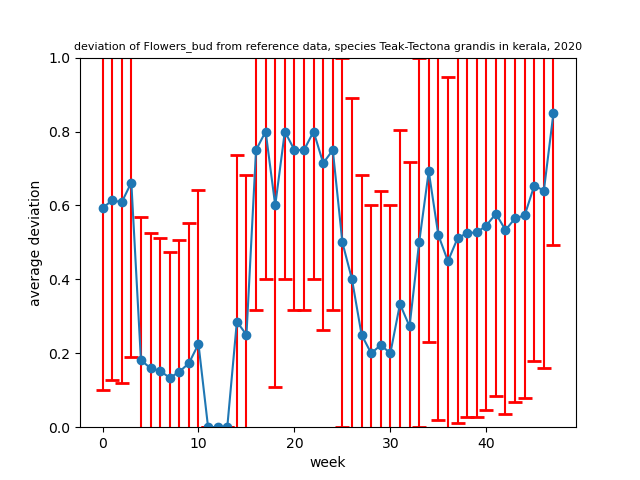 deviation of Flowers_bud from reference data, species Teak-Tectona grandis in kerala, 2020
1.0
0.8
0.6
0.4
0.2
0.0
average deviation
0 10 20 30 40
week